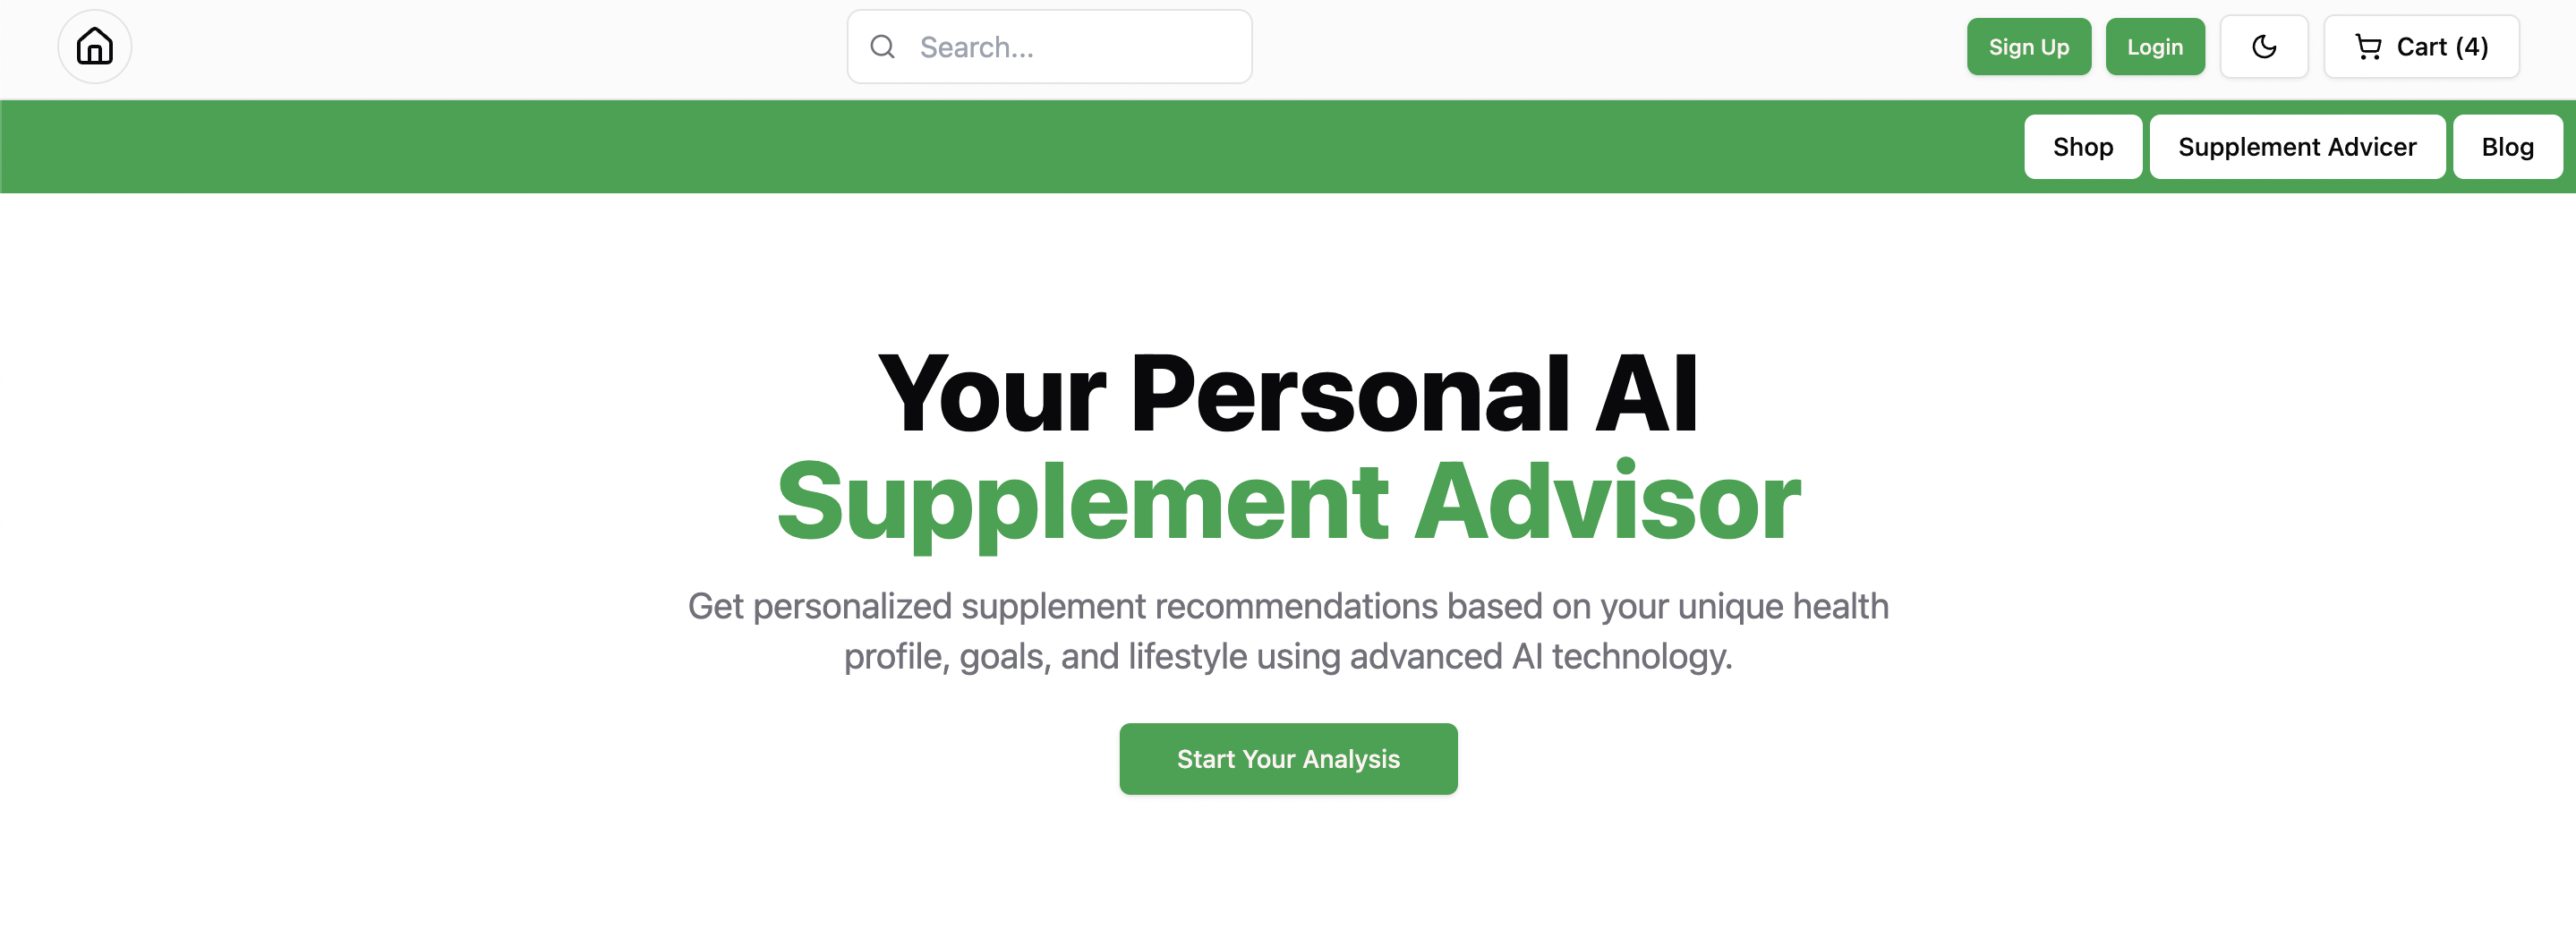 Search...
Sign Up
Login
Cart (4)
Shop
Supplement Advicer
Blog
Your Personal AI
Supplement Advisor
Get personalized supplement recommendations based on your unique health
profile, goals, and lifestyle using advanced AI technology.
Start Your Analysis